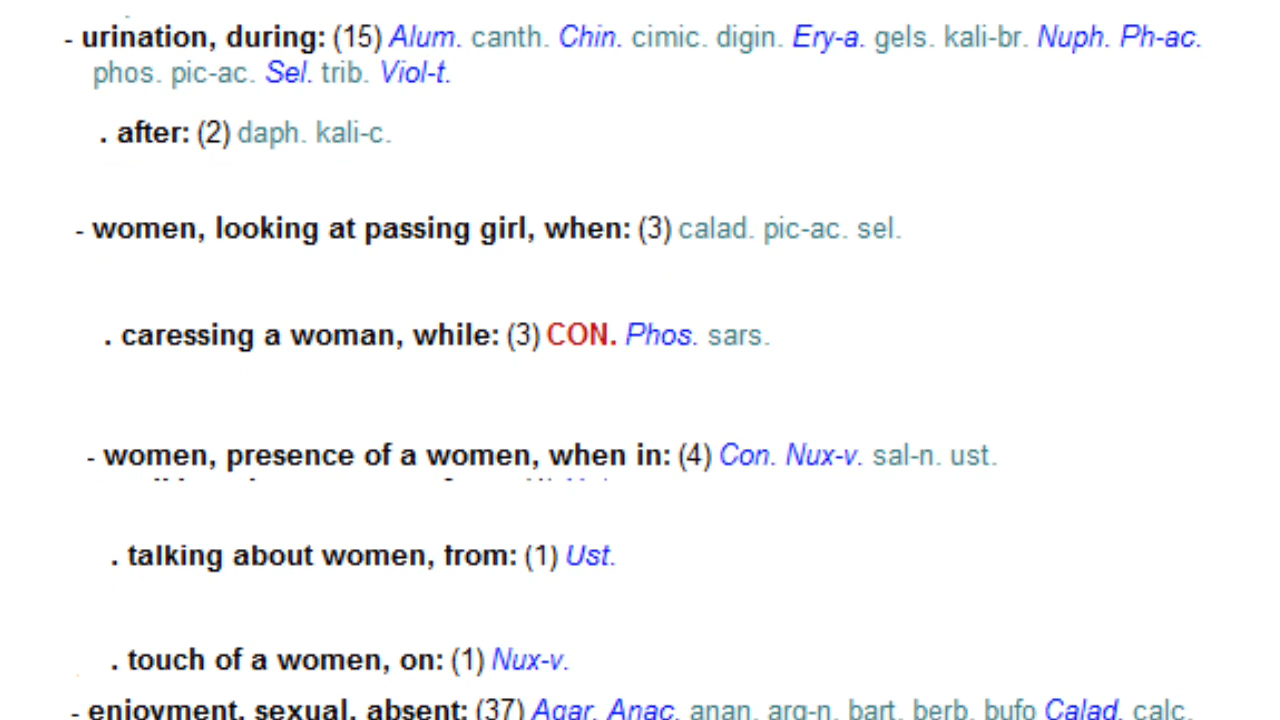 - urination, during: (15) Alum. canth. Chin. cimic. digin. Ery-a. gels. kali-br. Nuph. Ph-ac.
phos. pic-ac. Sel. trib. Viol-t.
. after: (2) daph. kali-c.
- women, looking at passing girl, when: (3) calad. pic-ac. sel.
. caressing a woman, while: (3) CON. Phos. sars.
- women, presence of a women, when in: (4) Con. Nux-v. sal-n. ust.
. talking about women, from: (1) Ust.
. touch of a women, on: (1) Nux-v.
- enjoyment, sexual, absent: (37) Agar. Anac. anan. arg-n. bart. berb. bufo Calad. calc.